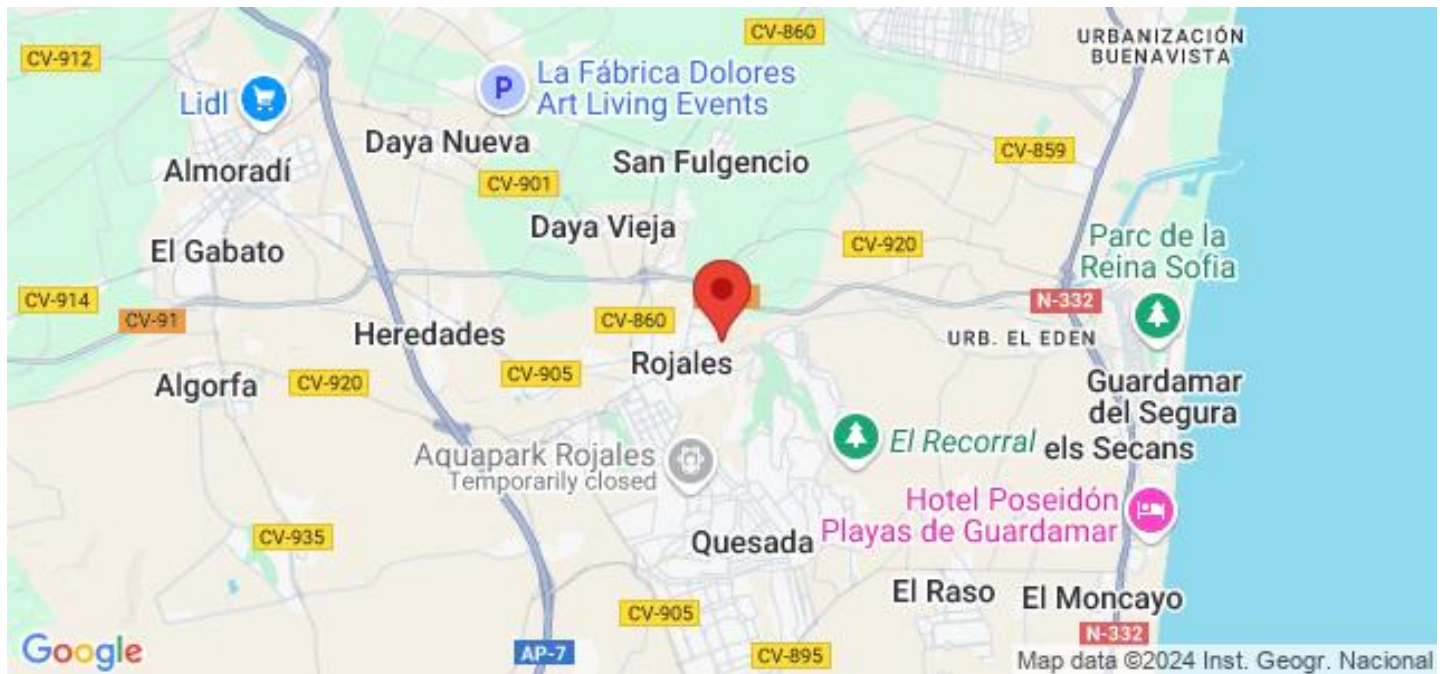 CV-860
URBANIZACIÓN
BUENAVISTA
CV-912
La Fábrica Dolores
Art Living Events
P
Lidl
Daya Nueva
CV-859
San Fulgencio
Almoradí
CV-901
Daya Vieja
Parc de la
Reina Sofia
CV-920
El Gabato
CV-914
N-332
CV-91
CV-860
Heredades
URB. EL EDEN
Rojales
CV-905
Algorfa
CV-920
Guardamar
del Segura
El Recorral
els Secans
Aquapark Rojales
Temporarily closed
Hotel Poseidón
Playas de Guardamar
CV-935
Quesada
El Raso
El Moncayo
CV-905
N-332
Google
AP-7
CV-895
Map data ©2024 Inst. Geogr. Nacional